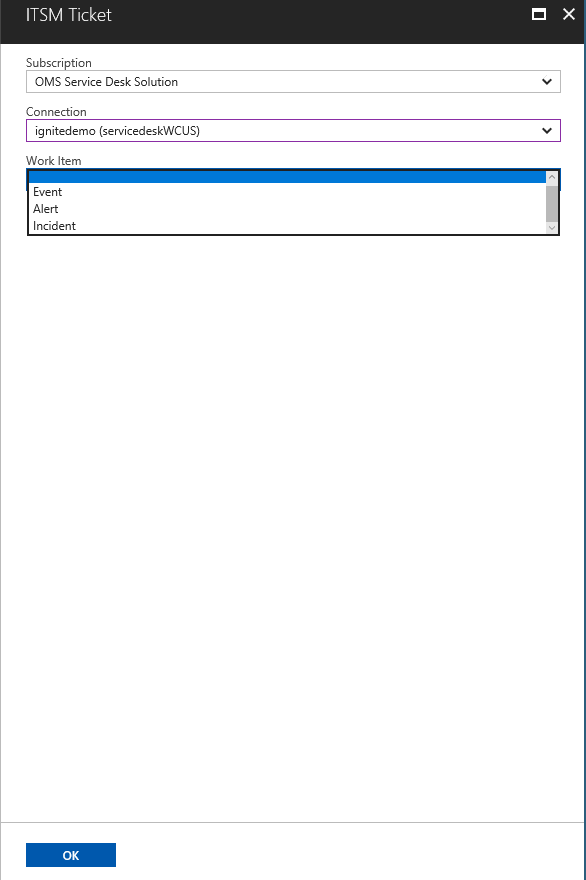 ITSM Ticket
Subscription
OMS Service Desk Solution
Connection
ignitedemo (servicedeskWCUS)
Work Item
Event
Alert
Incident
OK